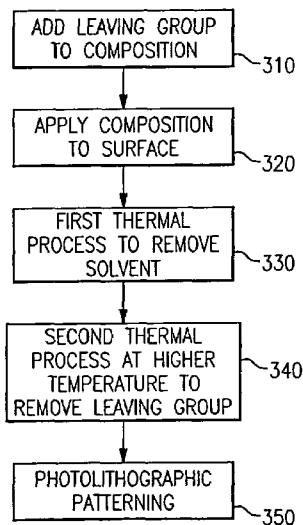 ADD LEAVING GROUP
TO COMPOSITION
310
APPLY COMPOSITION
TO SURFACE
320
FIRST THERMAL
PROCESS TO REMOVE
SOLVENT
330
SECOND THERMAL
PROCESS AT HIGHER
TEMPERATURE TO
REMOVE LEAVING GROUP
340
PHOTOLITHOGRAPHIC
PATTERNING
350